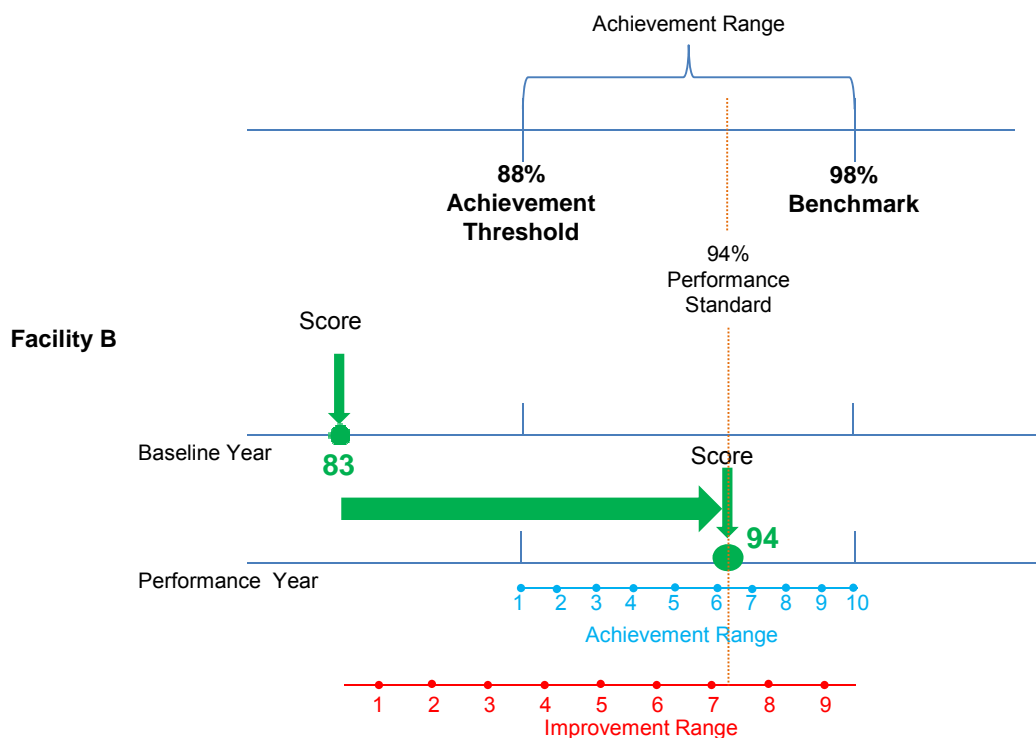 Achievement Range
88%
Achievement
Threshold
98%
Benchmark
94%
Performance
Standard
Facility B
Score
Baseline Year
83
Score
94
Performance Year
1 2 3 4 5 6 7 8 9 10
Achievement Range
1 2 3 4 5 6 7 8 9
Improvement Range